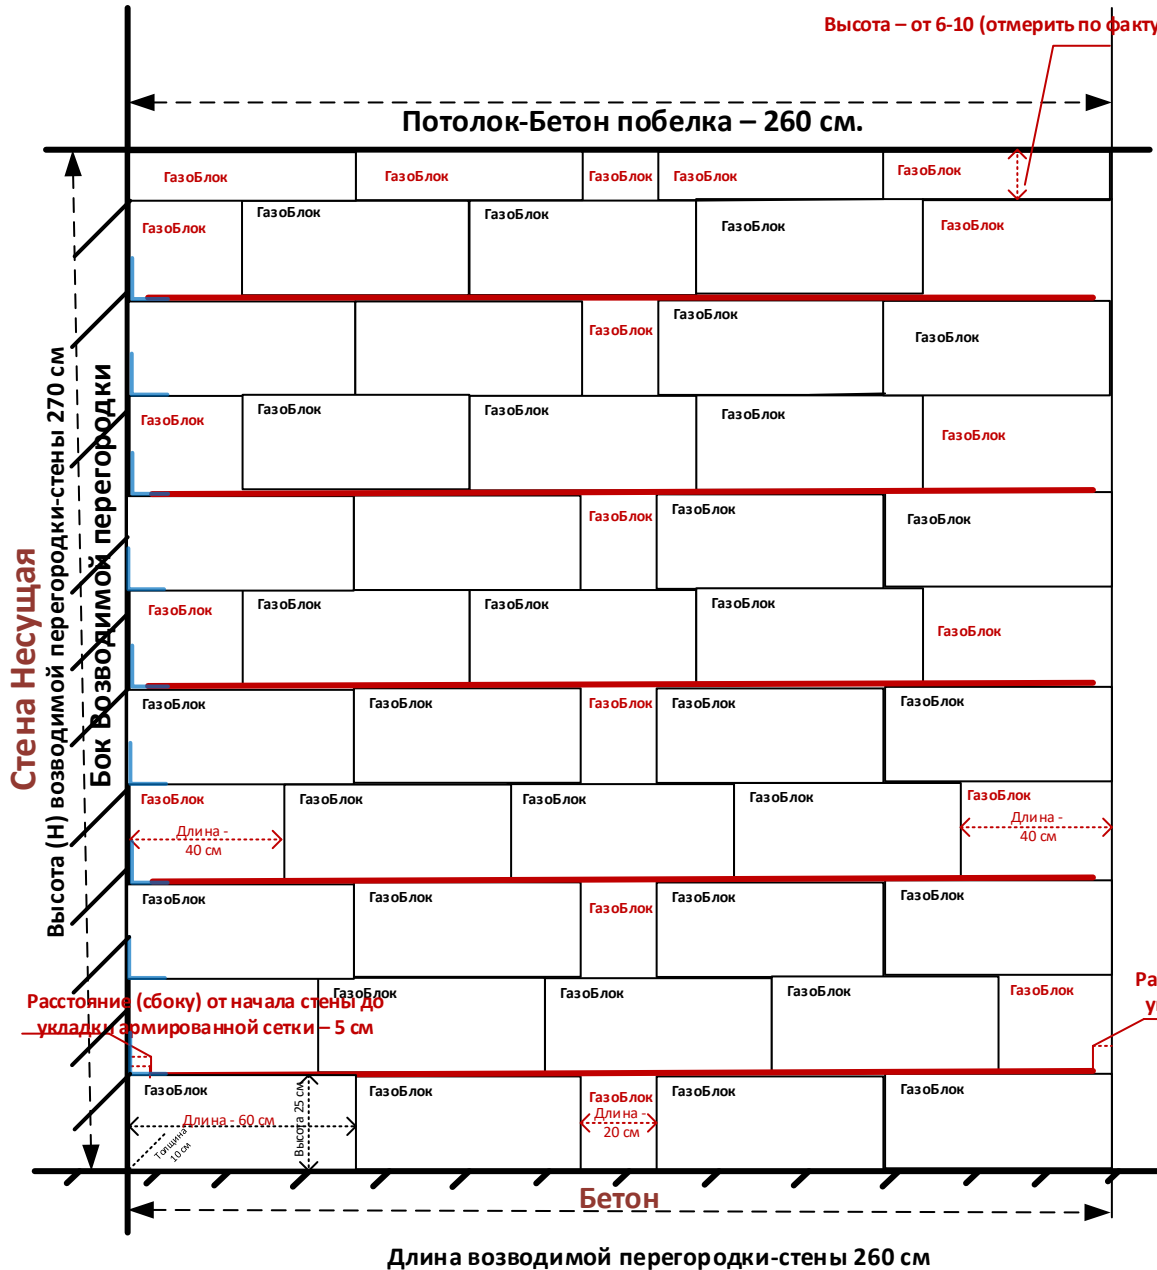 Высота – от 6-10 (отмерить по факту
Потолок-Бетон побелка – 260 см.
ГазоБлок ГазоБлок ГазоБлок ГазоБлок ГазоБлок
ГазоБлок ГазоБлок ГазоБлок ГазоБлок ГазоБлок
ГазоБлок ГазоБлок ГазоБлок
ГазоБлок ГазоБлок ГазоБлок ГазоБлок ГазоБлок
ГазоБлок ГазоБлок ГазоБлок
ГазоБлок ГазоБлок ГазоБлок ГазоБлок ГазоБлок
ГазоБлок ГазоБлок ГазоБлок ГазоБлок ГазоБлок
ГазоБлок ГазоБлок ГазоБлок ГазоБлок ГазоБлок
Длина -
40 см
Длина -
40 см
ГазоБлок ГазоБлок ГазоБлок ГазоБлок ГазоБлок
ГазоБлок ГазоБлок ГазоБлок ГазоБлок
Расстояние (сбоку) от начала стены до
укладки армированной сетки – 5 см
Ра
у
ГазоБлок ГазоБлок ГазоБлок ГазоБлок ГазоБлок
Длина - 60 см
Высота 25 см
Толщина
10 см
Длина -
20 см
Стена Несущая
Высота (Н) возводимой перегородки-стены 270 см
Бок Возводимой перегородки
Бетон
Длина возводимой перегородки-стены 260 см